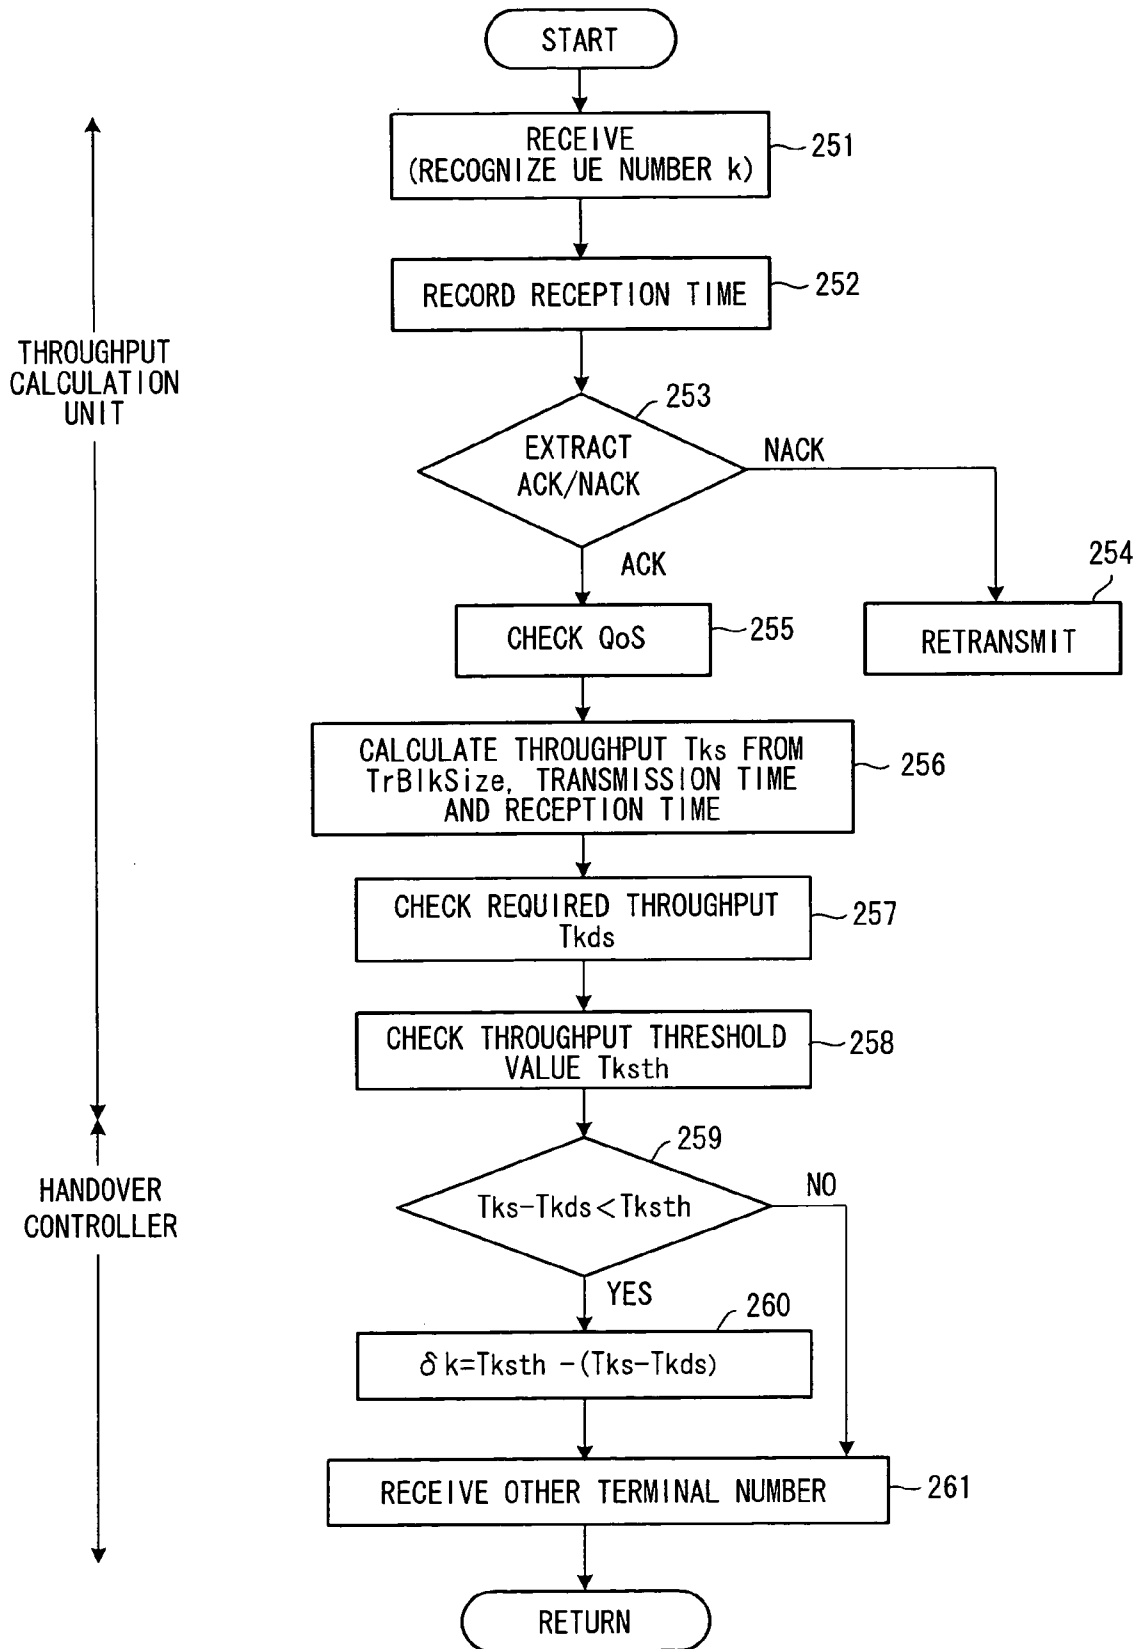 START
RECEIVE
(RECOGNIZE UE NUMBER k)
251
RECORD RECEPTION TIME
252
THROUGHPUT
CALCULATION
UNIT
253
EXTRACT
ACK/NACK
NACK
ACK
254
RETRANSMIT
CHECK QoS
255
CALCULATE THROUGHPUT Tks FROM
TrBlkSize, TRANSMISSION TIME
AND RECEPTION TIME
256
CHECK REQUIRED THROUGHPUT
Tkds
257
CHECK THROUGHPUT THRESHOLD
VALUE Tksth
258
HANDOVER
CONTROLLER
259
Tks-Tkds<Tksth
NO
YES
260
δk=Tksth -(Tks-Tkds)
RECEIVE OTHER TERMINAL NUMBER
261
RETURN